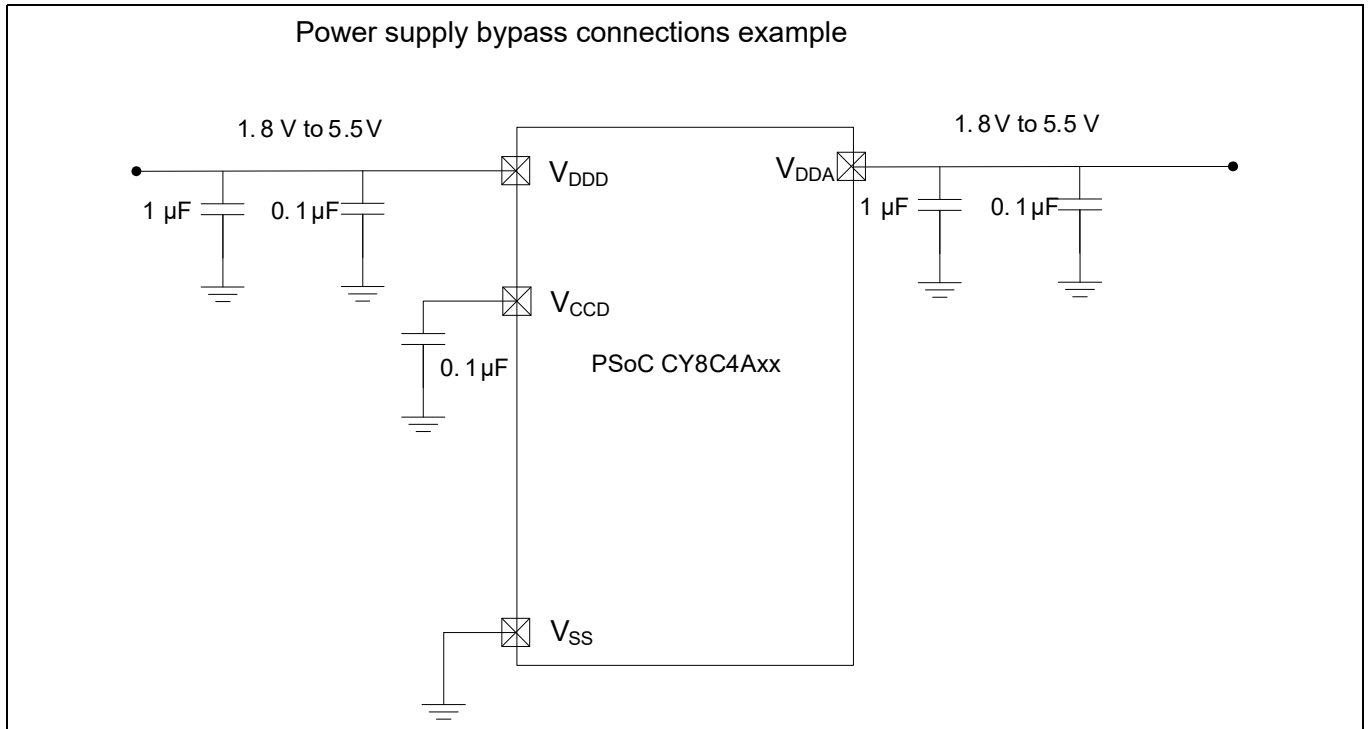 Power supply bypass connections example
1. 8 V to 5.5 V
1. 8 V to 5.5 V
VDDD
VDDA
1 µF
0. 1 µF
1 µF
0. 1 µF
VCCD
0. 1 µF
PSoC CY8C4Axx
VSS